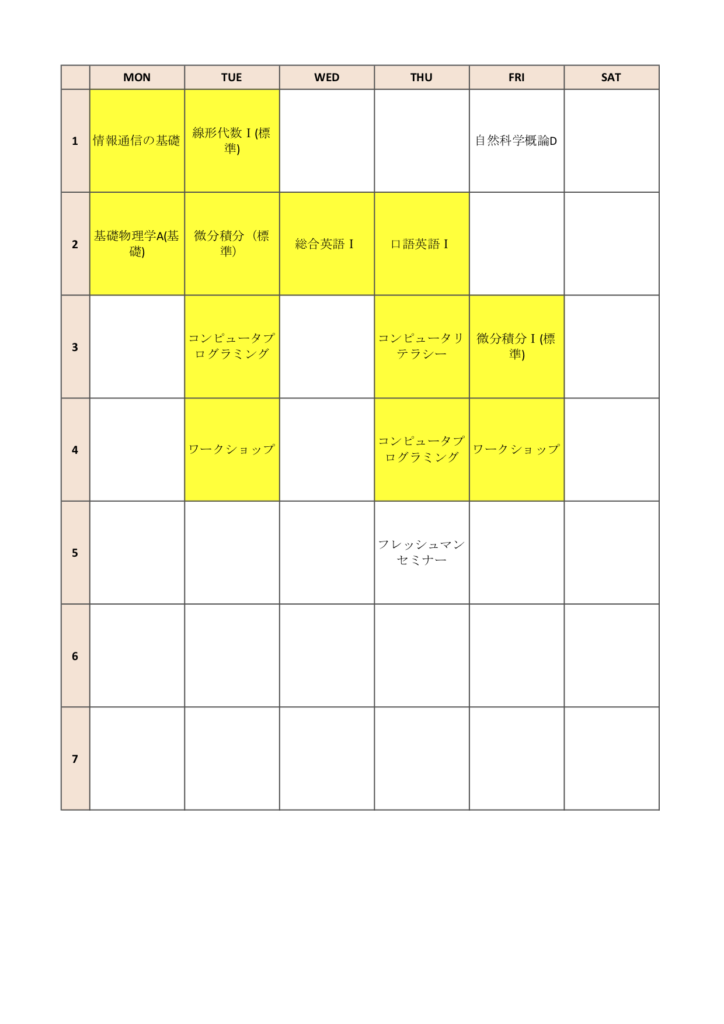 MON TUE WED THU FRI SAT
1
情報通信の基礎
線形代数Ⅰ(標
準)
自然科学概論D
2
基礎物理学A(基
礎)
微分積分（標
準）
総合英語Ⅰ
口語英語Ⅰ
3
コンピュータプ
ログラミング
コンピュータリ
テラシー
微分積分Ⅰ(標
準)
4
ワークショップ
コンピュータプ
ログラミング
ワークショップ
5
フレッシュマン
セミナー
6
7